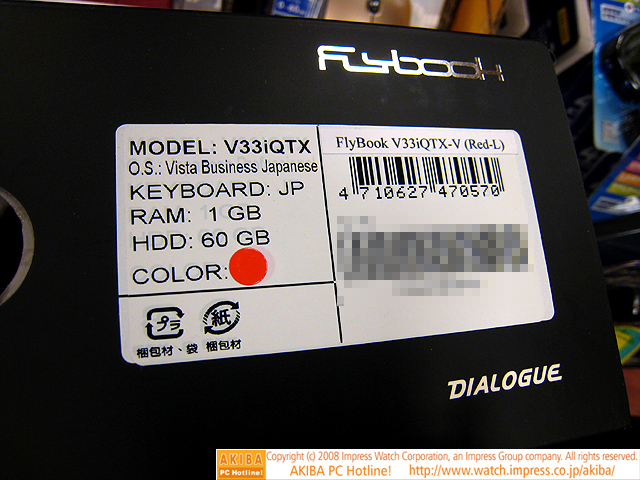 Flybook
MODEL: V33iQTX
O.S.: Vista Business Japanese
KEYBOARD: JP
RAM: 1 GB
HDD: 60 GB
COLOR:
プラ
紙
梱包材、袋 梱包材
FlyBook V33iQTX-V (Red-L)
4 710627 470570
DIALOGUE
AKIBA
PC Hotline!
Copyright (c) 2008 Impress Watch Corporation, an Impress Group company. All rights reserved.
AKIBA PC Hotline! http://www.watch.impress.co.jp/akiba/